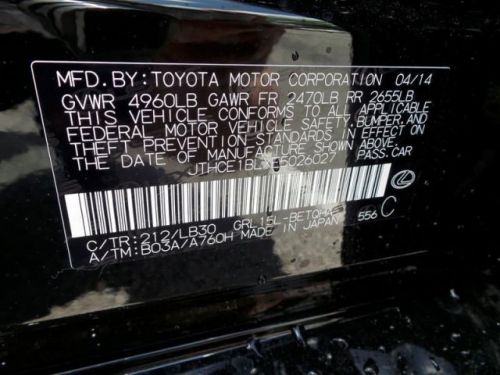 MFD. BY: TOYOTA MOTOR CORPORATION 04/14
GVWR 4960LB GAWR FR 2470LB RR 2655LB
THIS VEHICLE CONFORMS TO ALL APPLICABLE
FEDERAL MOTOR VEHICLE SAFETY, BUMPER, AND
THEFT PREVENTION STANDARDS IN EFFECT ON
THE DATE OF MANUFACTURE SHOWN ABOVE.
PASS. CAR
C/TR: 212/LB30 GRL15L-BETQHA
A/TM: B03A/A760H MADE IN JAPAN 556 C